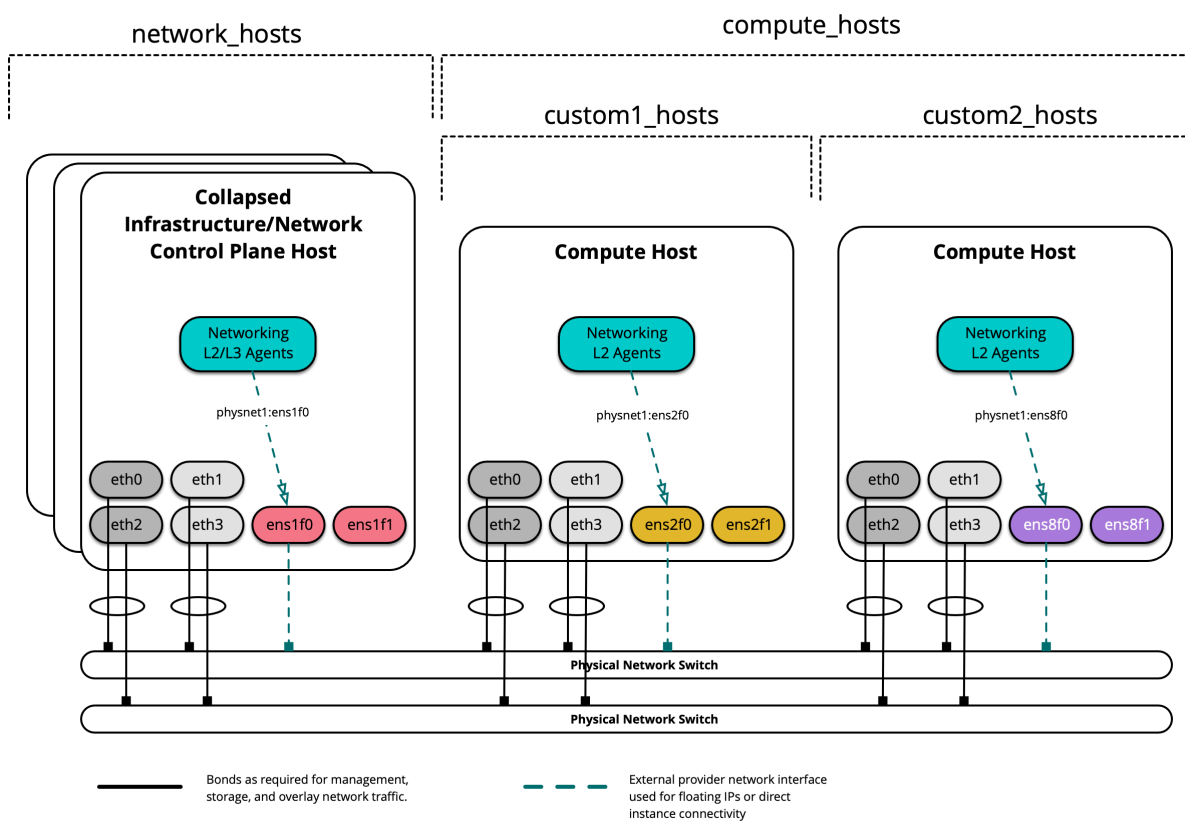 network_hosts
compute_hosts
custom1_hosts
custom2_hosts
Collapsed
Infrastructure/Network
Control Plane Host
Networking
L2/L3 Agents
physnet1:ens1f0
eth0
eth1
eth2
eth3
ens1f0
ens1f1
Compute Host
Networking
L2 Agents
physnet1:ens2f0
eth0
eth1
eth2
eth3
ens2f0
ens2f1
Compute Host
Networking
L2 Agents
physnet1:ens8f0
eth0
eth1
eth2
eth3
ens8f0
ens8f1
Physical Network Switch
Physical Network Switch
Bonds as required for management,
storage, and overlay network traffic.
External provider network interface
used for floating IPs or direct
instance connectivity